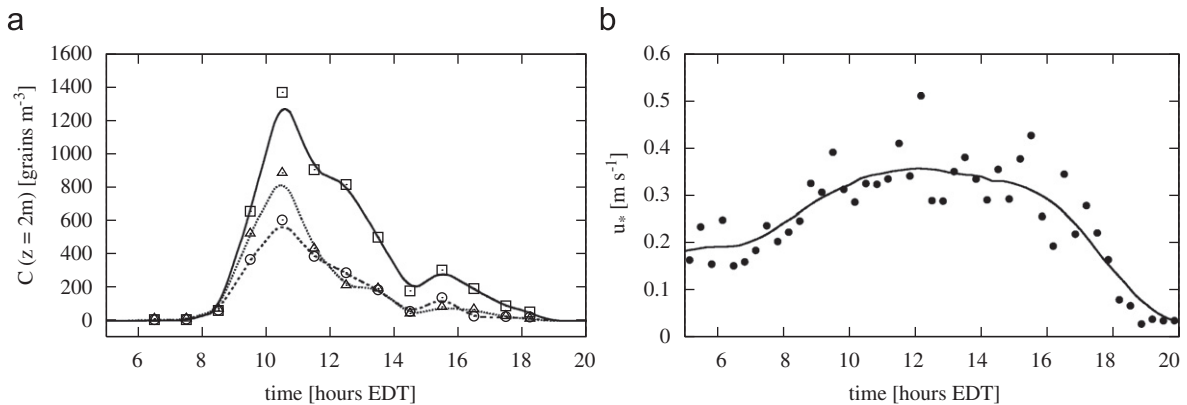 a
1600
1400
1200
1000
800
600
400
200
0
C (z = 2m) [grains m⁻³]
6 8 10 12 14 16 18 20
time [hours EDT]
b
0.6
0.5
0.4
0.3
0.2
0.1
0
u* [m s⁻¹]
6 8 10 12 14 16 18 20
time [hours EDT]